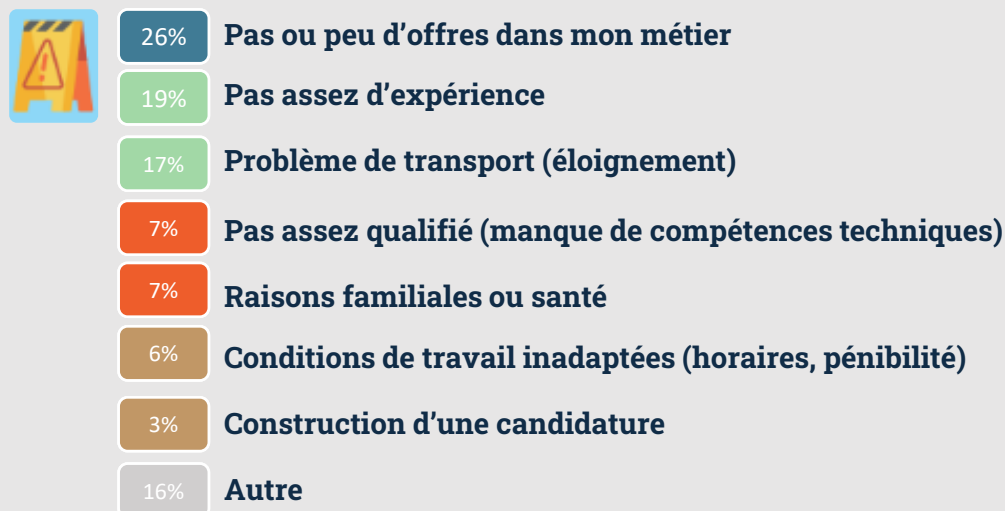 26% Pas ou peu d’offres dans mon métier
19% Pas assez d’expérience
17% Problème de transport (éloignement)
7% Pas assez qualifié (manque de compétences techniques)
7% Raisons familiales ou santé
6% Conditions de travail inadaptées (horaires, pénibilité)
3% Construction d’une candidature
16% Autre